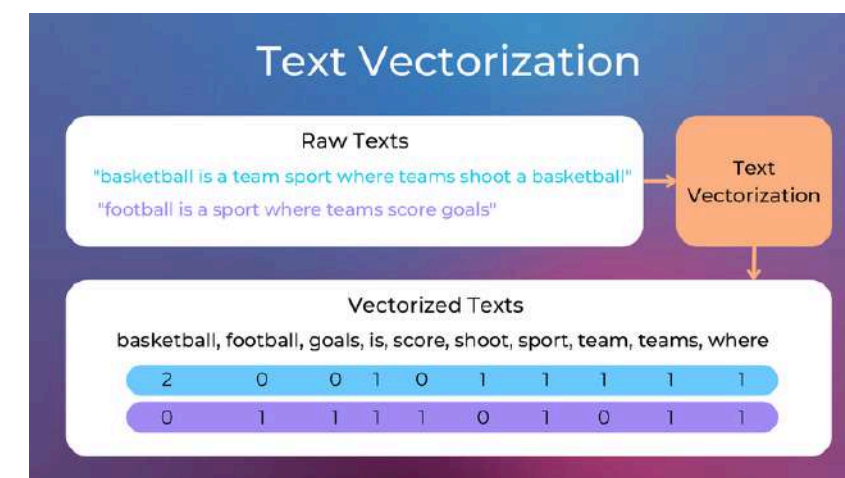 Text Vectorization
Raw Texts
"basketball is a team sport where teams shoot a basketball"
"football is a sport where teams score goals"
Text
Vectorization
Vectorized Texts
basketball, football, goals, is, score, shoot, sport, team, teams, where
2 0 0 1 0 1 1 1 1 1
0 1 1 1 1 0 1 0 1 1